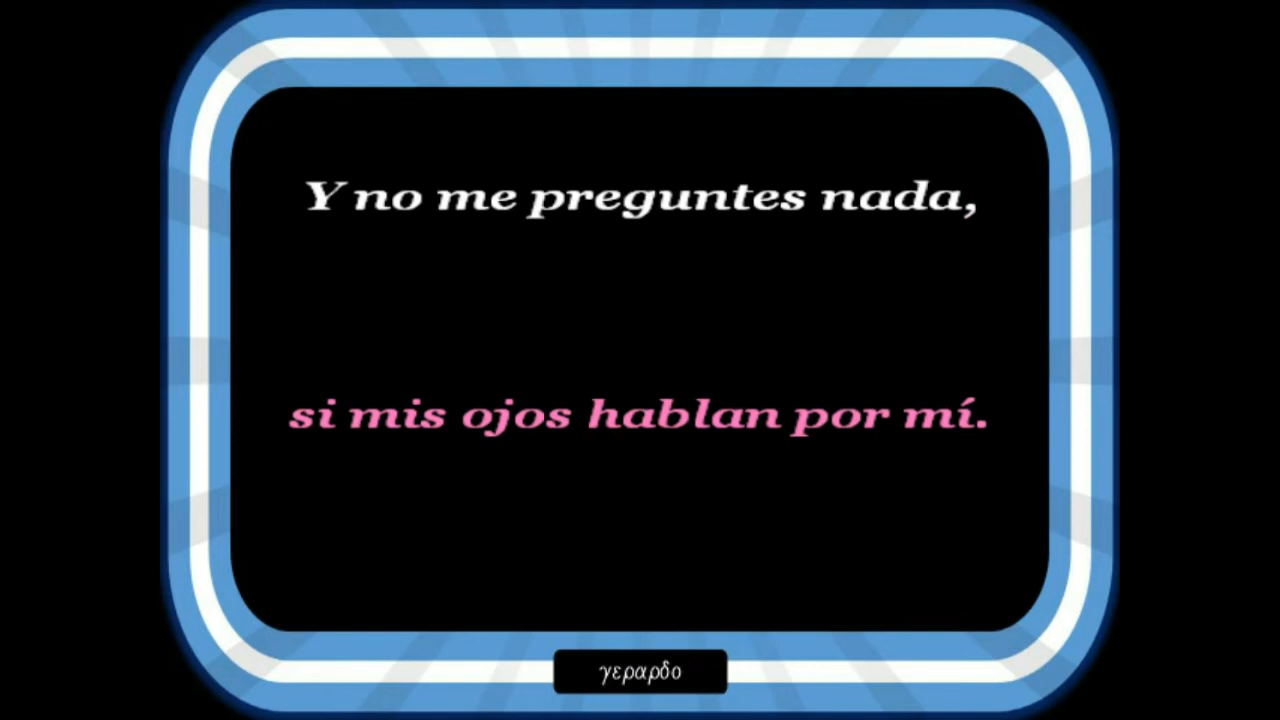 Y no me preguntes nada,
si mis ojos hablan por mí.
γεραρδο